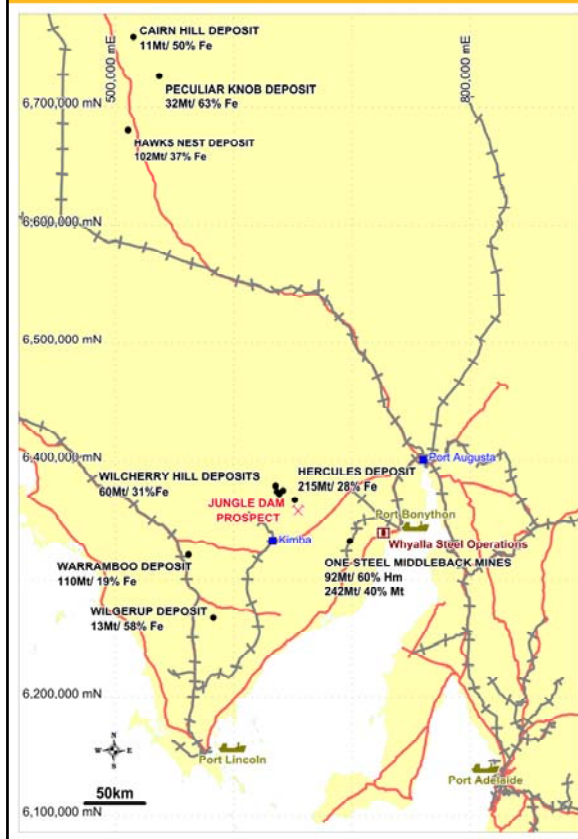 CAIRN HILL DEPOSIT
11Mt/ 50% Fe
500,000 mE
800,000 mE
PECULIAR KNOB DEPOSIT
32Mt/ 63% Fe
6,700,000 mN
HAWKS NEST DEPOSIT
102Mt/ 37% Fe
6,600,000 mN
6,500,000 mN
6,400,000 mN
Port Augusta
WILCHERRY HILL DEPOSITS
60Mt/ 31%Fe
HERCULES DEPOSIT
215Mt/ 28% Fe
JUNGLE DAM
PROSPECT
Port Bonython
Kimba
Whyalla Steel Operations
WARRAMBOO DEPOSIT
110Mt/ 19% Fe
ONE STEEL MIDDLEBACK MINES
92Mt/ 60% Hm
242Mt/ 40% Mt
WILGERUP DEPOSIT
13Mt/ 58% Fe
6,200,000 mN
N
W E
S
Port Lincoln
Port Adelaide
50km
6,100,000 mN